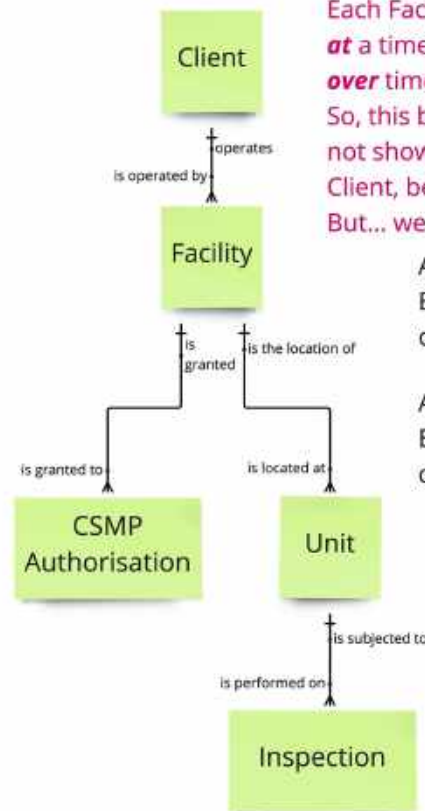 Client
Each Fac
at a time
over time
So, this b
not show
Client, be
But... we
operates
is operated by
Facility
is
granted
is the location of
is granted to
is located at
CSMP
Authorisation
Unit
is subjected to
is performed on
Inspection